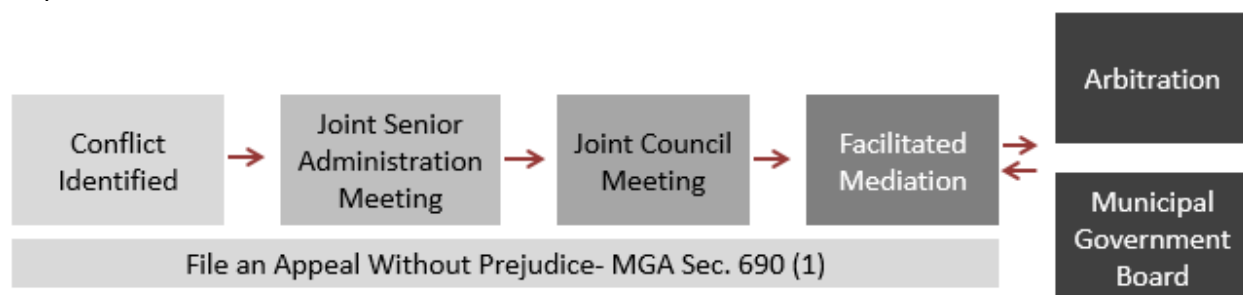 Conflict
Identified
Joint Senior
Administration
Meeting
Joint Council
Meeting
Facilitated
Mediation
Arbitration
Municipal
Government
Board
File an Appeal Without Prejudice- MGA Sec. 690 (1)